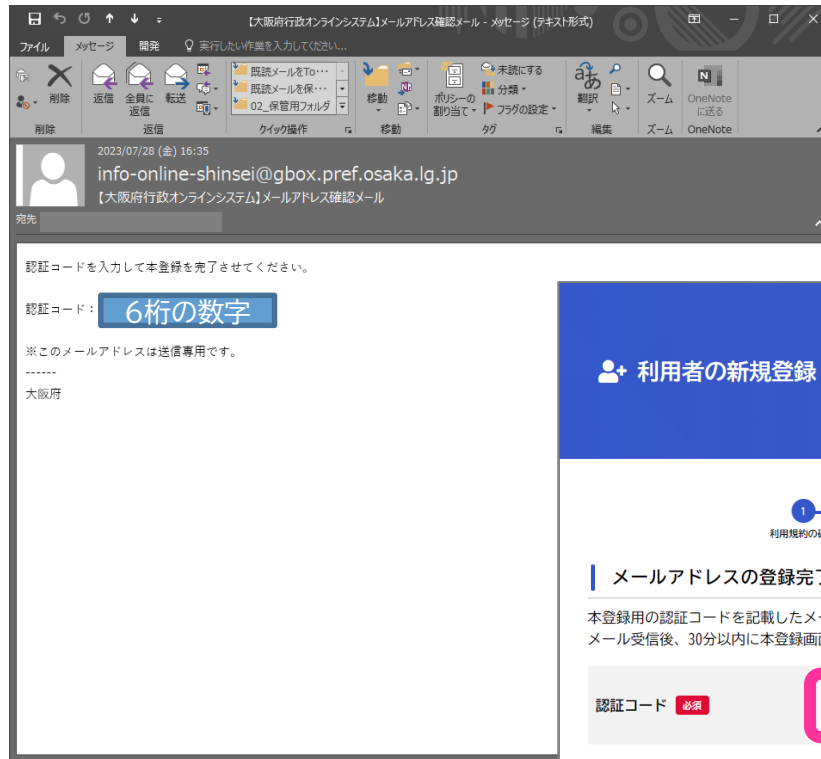 【大阪府行政オンラインシステム】メールアドレス確認メール - メッセージ (テキスト形式)
ファイル メッセージ 開発 実行したい作業を入力してください...
削除 返信 全員に返信 転送
既読メールをTo…
既読メールを保…
02_保管用フォルダ
移動
ポリシーの割り当て
未読にする
分類
フラグの設定
翻訳
ズーム
OneNoteに送る
削除 返信 クイック操作 移動 タグ 編集 ズーム OneNote
2023/07/28 (金) 16:35
info-online-shinsei@gbox.pref.osaka.lg.jp
【大阪府行政オンラインシステム】メールアドレス確認メール
宛先
認証コードを入力して本登録を完了させてください。
認証コード： 6桁の数字
※このメールアドレスは送信専用です。
------
大阪府
利用者の新規登録
1
利用規約の
メールアドレスの登録完
本登録用の認証コードを記載したメ
メール受信後、30分以内に本登録画
認証コード 必須